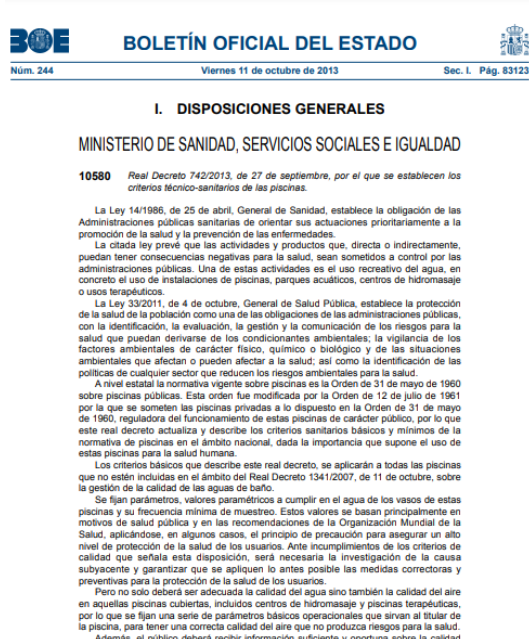 BOE
BOLETÍN OFICIAL DEL ESTADO
Núm. 244 Viernes 11 de octubre de 2013 Sec. I. Pág. 83123
I. DISPOSICIONES GENERALES
MINISTERIO DE SANIDAD, SERVICIOS SOCIALES E IGUALDAD
10580 Real Decreto 742/2013, de 27 de septiembre, por el que se establecen los
criterios técnico-sanitarios de las piscinas.
La Ley 14/1986, de 25 de abril, General de Sanidad, establece la obligación de las
Administraciones públicas sanitarias de orientar sus actuaciones prioritariamente a la
promoción de la salud y la prevención de las enfermedades.
La citada ley prevé que las actividades y productos que, directa o indirectamente,
puedan tener consecuencias negativas para la salud, sean sometidos a control por las
administraciones públicas. Una de estas actividades es el uso recreativo del agua, en
concreto el uso de instalaciones de piscinas, parques acuáticos, centros de hidromasaje
o usos terapéuticos.
La Ley 33/2011, de 4 de octubre, General de Salud Pública, establece la protección
de la salud de la población como una de las obligaciones de las administraciones públicas,
con la identificación, la evaluación, la gestión y la comunicación de los riesgos para la
salud que puedan derivarse de los condicionantes ambientales; la vigilancia de los
factores ambientales de carácter físico, químico o biológico y de las situaciones
ambientales que afectan o pueden afectar a la salud; así como la identificación de las
políticas de cualquier sector que reducen los riesgos ambientales para la salud.
A nivel estatal la normativa vigente sobre piscinas es la Orden de 31 de mayo de 1960
sobre piscinas públicas. Esta orden fue modificada por la Orden de 12 de julio de 1961
por la que se someten las piscinas privadas a lo dispuesto en la Orden de 31 de mayo
de 1960, reguladora del funcionamiento de estas piscinas de carácter público, por lo que
este real decreto actualiza y describe los criterios sanitarios básicos y mínimos de la
normativa de piscinas en el ámbito nacional, dada la importancia que supone el uso de
estas piscinas para la salud humana.
Los criterios básicos que describe este real decreto, se aplicarán a todas las piscinas
que no estén incluidas en el ámbito del Real Decreto 1341/2007, de 11 de octubre, sobre
la gestión de la calidad de las aguas de baño.
Se fijan parámetros, valores paramétricos a cumplir en el agua de los vasos de estas
piscinas y su frecuencia mínima de muestreo. Estos valores se basan principalmente en
motivos de salud pública y en las recomendaciones de la Organización Mundial de la
Salud, aplicándose, en algunos casos, el principio de precaución para asegurar un alto
nivel de protección de la salud de los usuarios. Ante incumplimientos de los criterios de
calidad que señala esta disposición, será necesaria la investigación de la causa
subyacente y garantizar que se apliquen lo antes posible las medidas correctoras y
preventivas para la protección de la salud de los usuarios.
Pero no solo deberá ser adecuada la calidad del agua sino también la calidad del aire
en aquellas piscinas cubiertas, incluidos centros de hidromasaje y piscinas terapéuticas,
por lo que se fijan una serie de parámetros básicos operacionales que sirvan al titular de
la piscina, para tener una correcta calidad del aire que no produzca riesgos para la salud.
Además, el público deberá recibir información suficiente y oportuna sobre la calidad